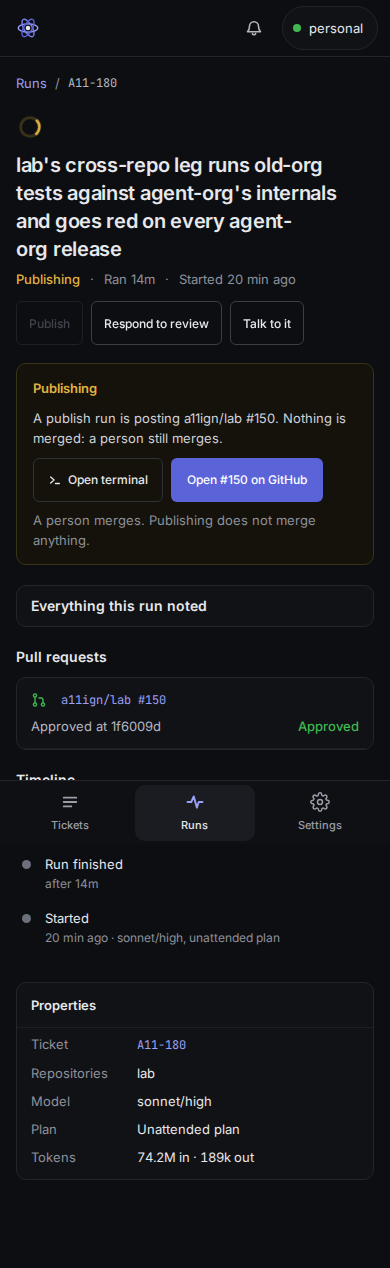 personal
Runs / A11-180
lab's cross-repo leg runs old-org
tests against agent-org's internals
and goes red on every agent-
org release
Publishing · Ran 14m · Started 20 min ago
Publish
Respond to review
Talk to it
Publishing
A publish run is posting a11ign/lab #150. Nothing is
merged: a person still merges.
Open terminal
Open #150 on GitHub
A person merges. Publishing does not merge
anything.
Everything this run noted
Pull requests
a11ign/lab #150
Approved at 1f6009d
Approved
Timeline
Tickets
Runs
Settings
Run finished
after 14m
Started
20 min ago · sonnet/high, unattended plan
Properties
Ticket A11-180
Repositories lab
Model sonnet/high
Plan Unattended plan
Tokens 74.2M in · 189k out